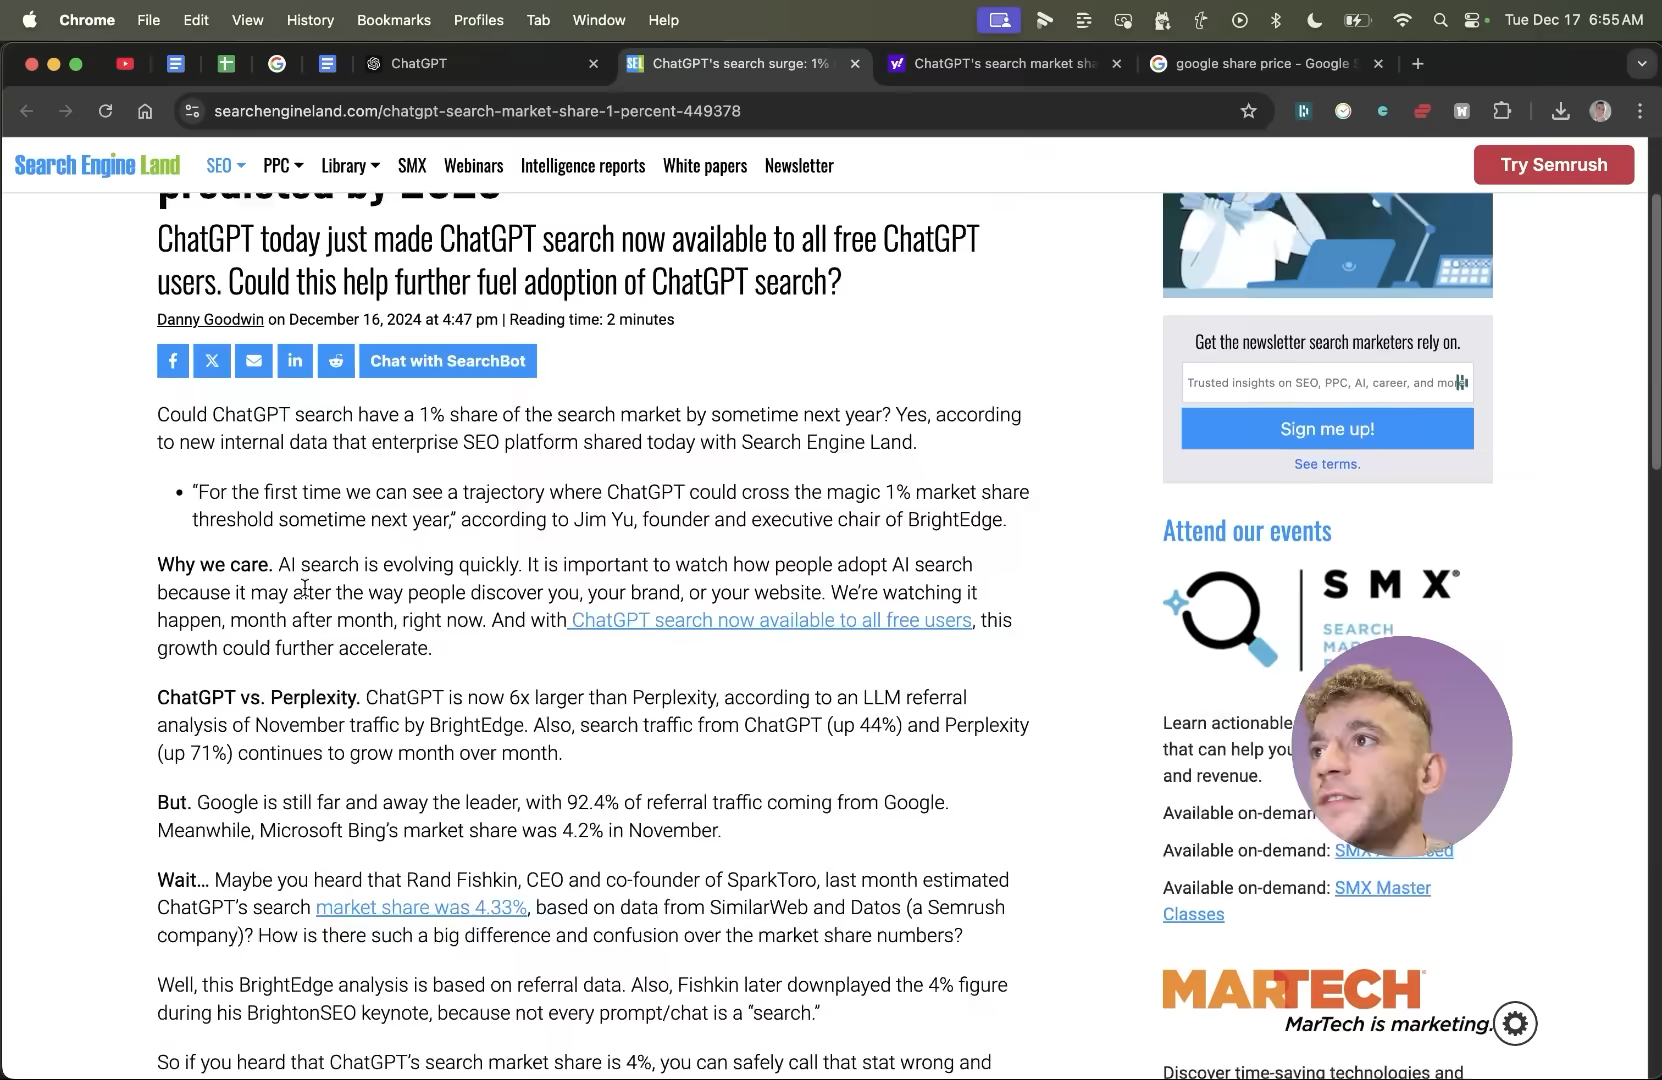 Chrome File Edit View History Bookmarks Profiles Tab Window Help Tue Dec 17 6:55 AM
ChatGPT SEL ChatGPT's search surge: 1% ChatGPT's search market sha google share price - Google S
searchengineland.com/chatgpt-search-market-share-1-percent-449378
Search Engine Land SEO PPC Library SMX Webinars Intelligence reports White papers Newsletter Try Semrush
predicted by 2025
ChatGPT today just made ChatGPT search now available to all free ChatGPT
users. Could this help further fuel adoption of ChatGPT search?
Danny Goodwin on December 16, 2024 at 4:47 pm | Reading time: 2 minutes
Chat with SearchBot
Could ChatGPT search have a 1% share of the search market by sometime next year? Yes, according
to new internal data that enterprise SEO platform shared today with Search Engine Land.
• “For the first time we can see a trajectory where ChatGPT could cross the magic 1% market share
threshold sometime next year,” according to Jim Yu, founder and executive chair of BrightEdge.
Why we care. AI search is evolving quickly. It is important to watch how people adopt AI search
because it may alter the way people discover you, your brand, or your website. We’re watching it
happen, month after month, right now. And with ChatGPT search now available to all free users, this
growth could further accelerate.
ChatGPT vs. Perplexity. ChatGPT is now 6x larger than Perplexity, according to an LLM referral
analysis of November traffic by BrightEdge. Also, search traffic from ChatGPT (up 44%) and Perplexity
(up 71%) continues to grow month over month.
But. Google is still far and away the leader, with 92.4% of referral traffic coming from Google.
Meanwhile, Microsoft Bing’s market share was 4.2% in November.
Wait… Maybe you heard that Rand Fishkin, CEO and co-founder of SparkToro, last month estimated
ChatGPT’s search market share was 4.33%, based on data from SimilarWeb and Datos (a Semrush
company)? How is there such a big difference and confusion over the market share numbers?
Well, this BrightEdge analysis is based on referral data. Also, Fishkin later downplayed the 4% figure
during his BrightonSEO keynote, because not every prompt/chat is a “search.”
So if you heard that ChatGPT’s search market share is 4%, you can safely call that stat wrong and
Get the newsletter search marketers rely on.
Trusted insights on SEO, PPC, AI, career, and more
Sign me up!
See terms.
Attend our events
SMX
SEARCH
Learn actionable
that can help you
and revenue.
Available on-deman
Available on-demand: SMX
Available on-demand: SMX Master
Classes
MARTECH
MarTech is marketing.
Discover time-saving technologies and